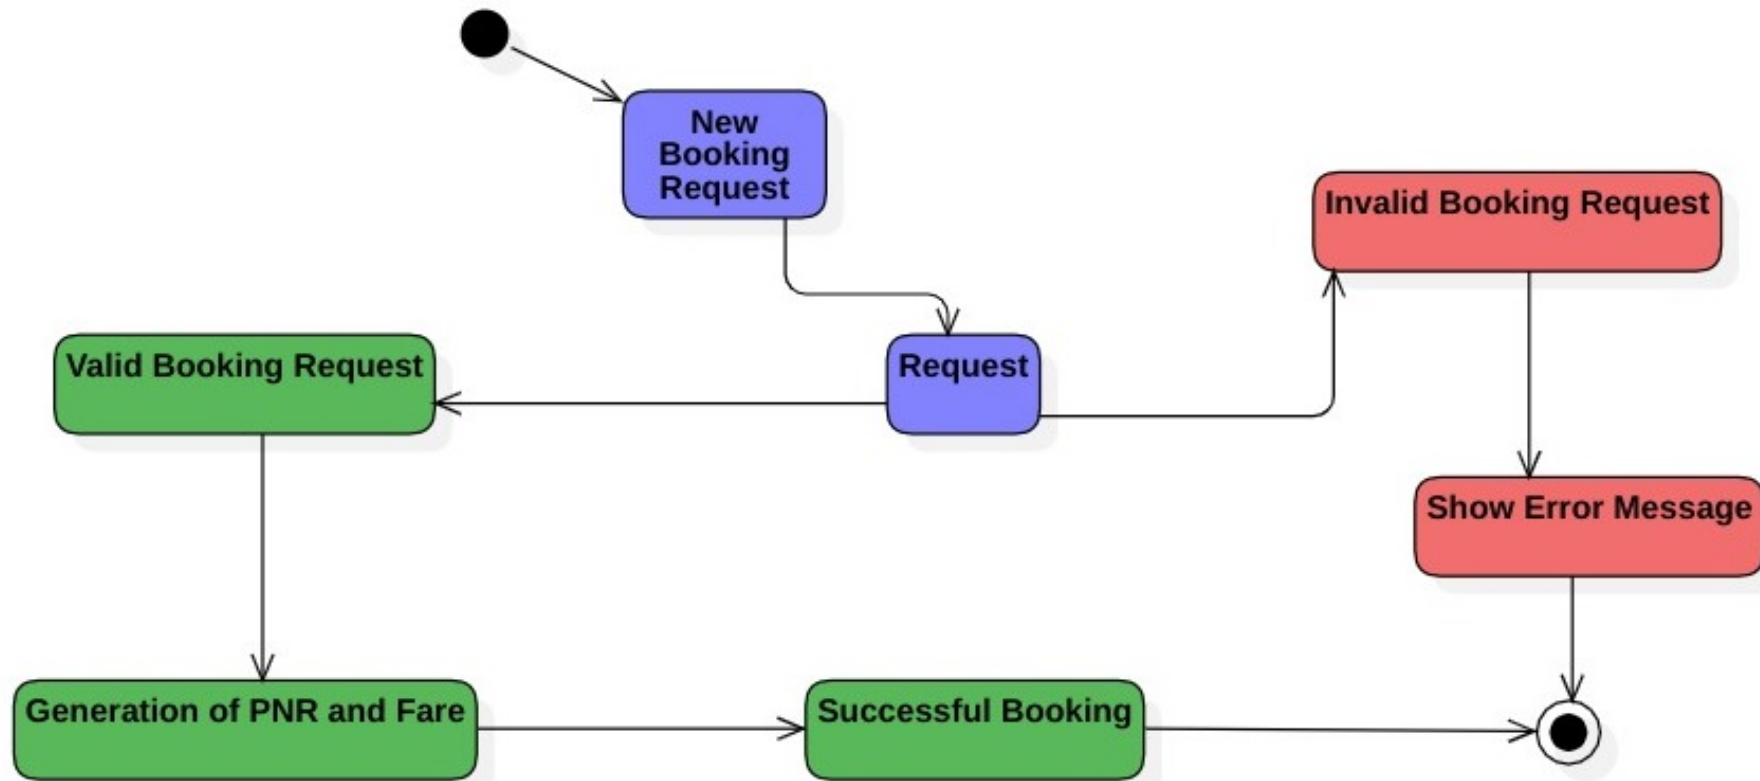 New
Booking
Request
Invalid Booking Request
Valid Booking Request
Request
Show Error Message
Generation of PNR and Fare
Successful Booking